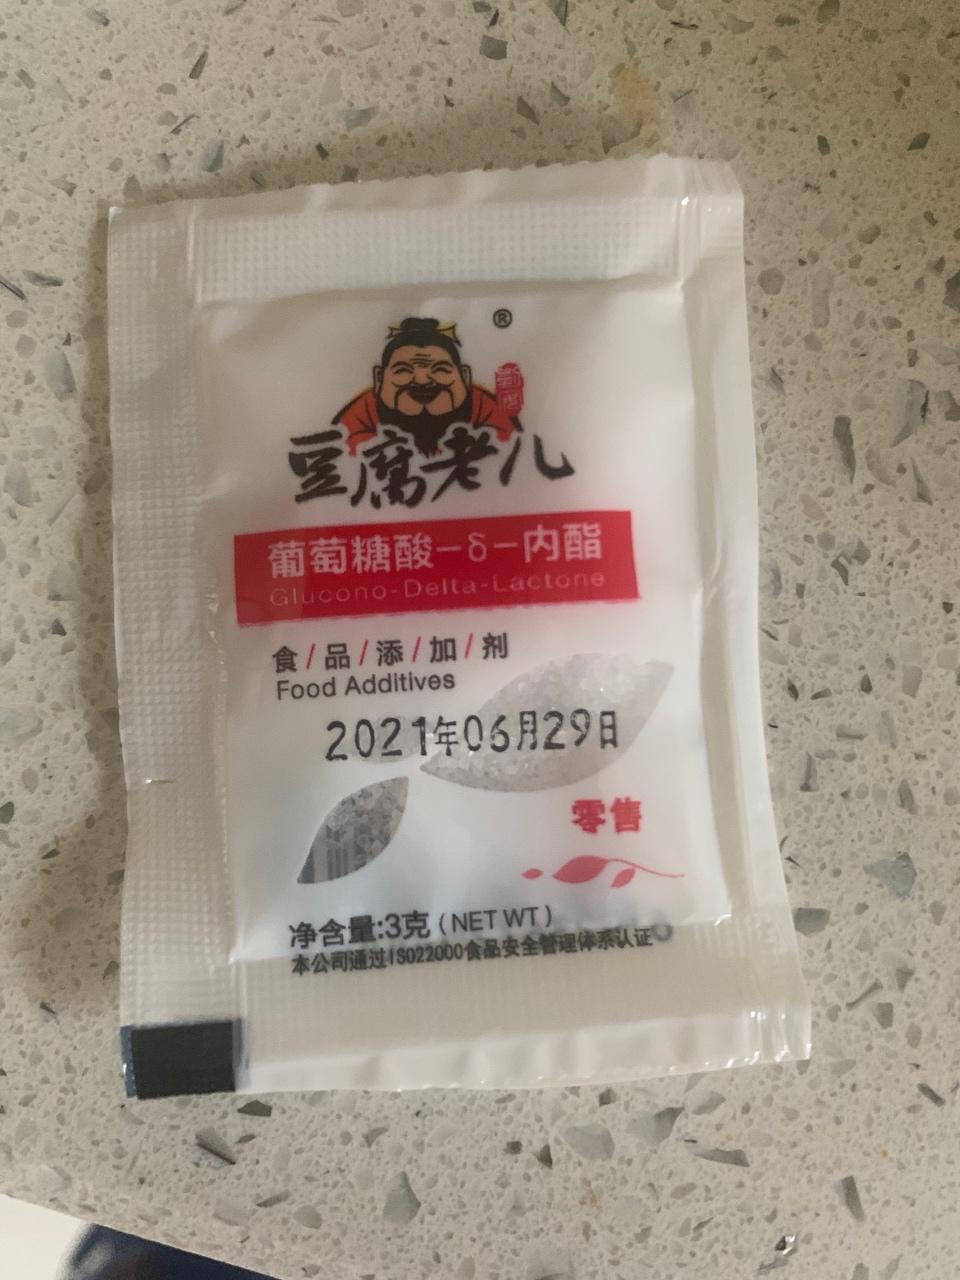 ®
豆腐老儿
葡萄糖酸-δ-内酯
Glucono-Delta-Lactone
食/品/添/加/剂
Food Additives
2021年06月29日
零售
净含量:3克(NET WT)
本公司通过ISO22000食品安全管理体系认证